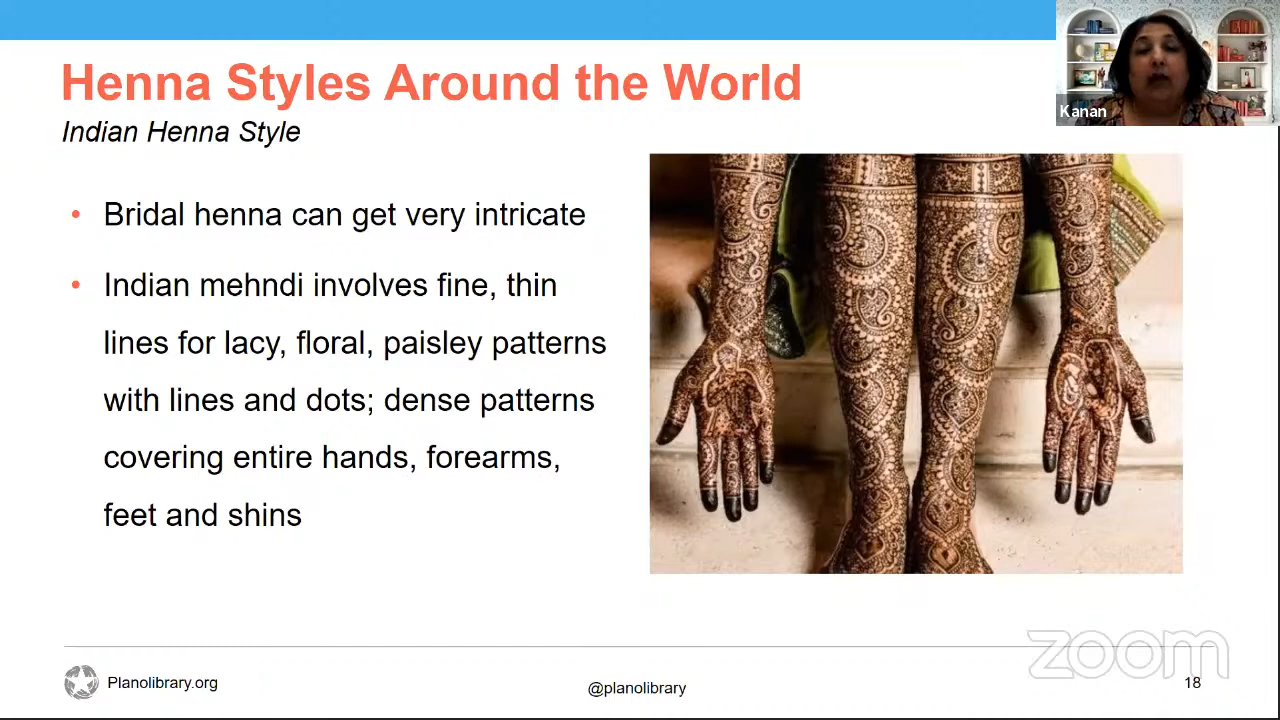 Henna Styles Around the World
Kanan
Indian Henna Style
• Bridal henna can get very intricate
• Indian mehndi involves fine, thin
lines for lacy, floral, paisley patterns
with lines and dots; dense patterns
covering entire hands, forearms,
feet and shins
zoom
Planolibrary.org
@planolibrary
18